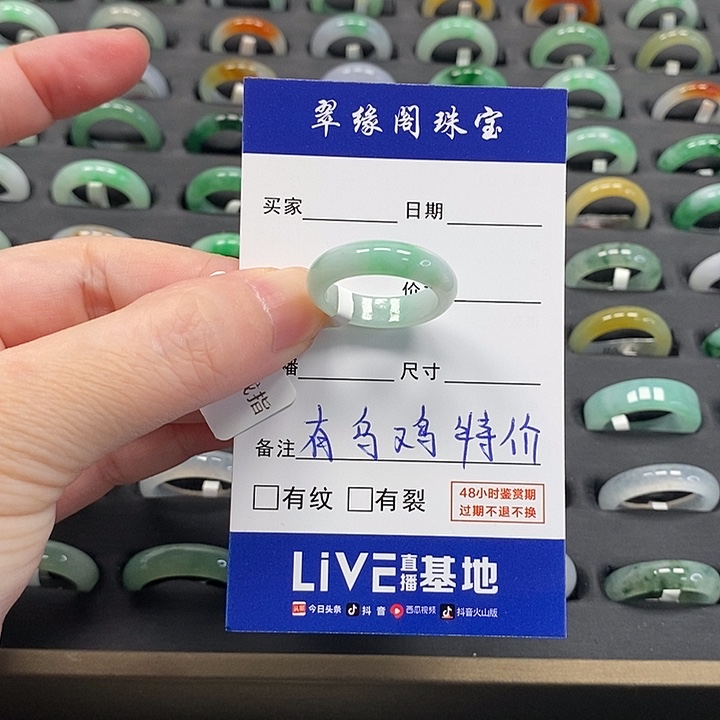 翠缘阁珠宝
买家 日期
价
播 尺寸
备注 有乌鸡特价
戒指
□有纹 □有裂
48小时鉴赏期
过期不退不换
LiVE直播基地
今日头条 抖音 西瓜视频 抖音火山版